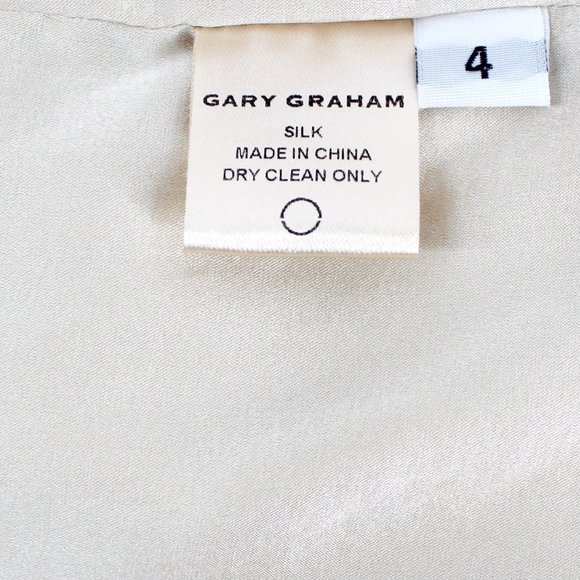 GARY GRAHAM
SILK
MADE IN CHINA
DRY CLEAN ONLY
4